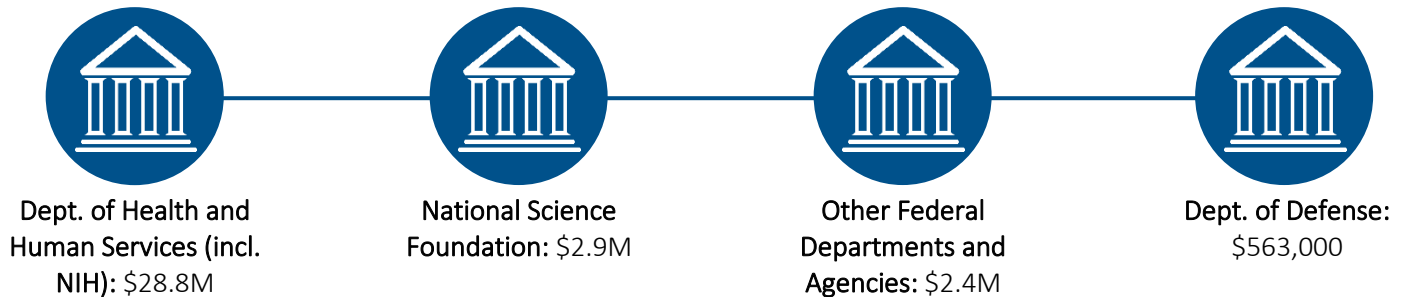 Dept. of Health and
Human Services (incl.
NIH): $28.8M
National Science
Foundation: $2.9M
Other Federal
Departments and
Agencies: $2.4M
Dept. of Defense:
$563,000